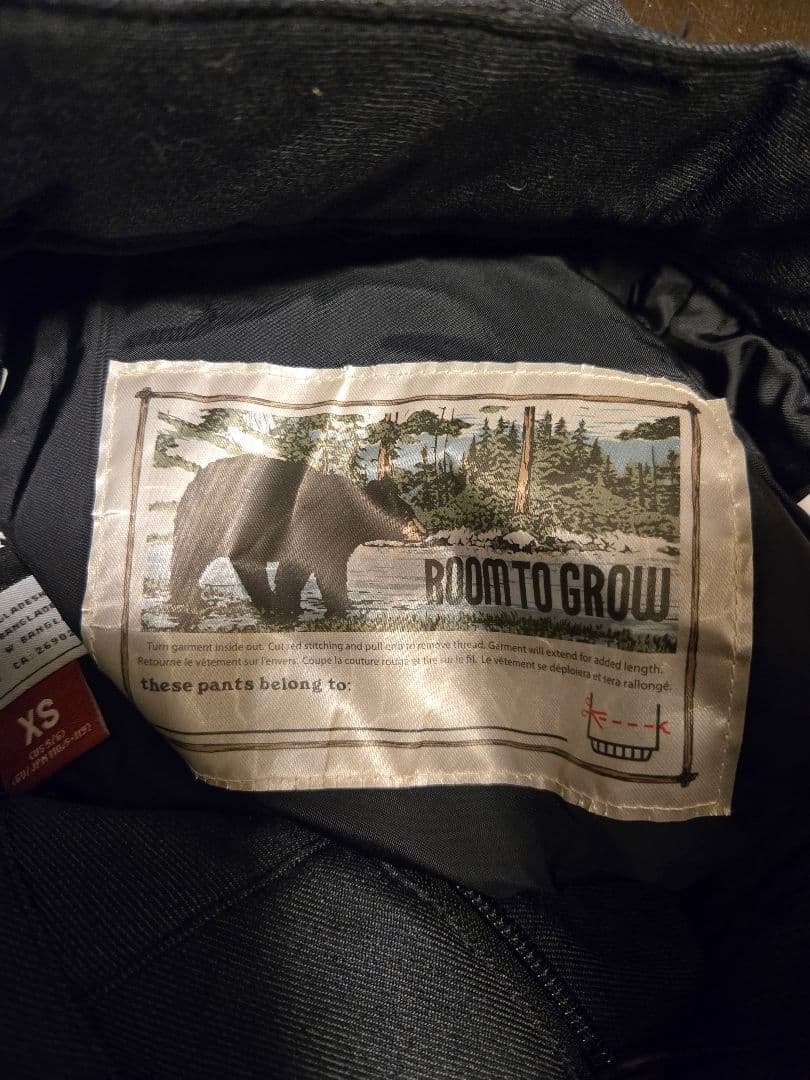 ROOM TO GROW
Turn garment inside out. Cut red stitching and pull end to remove thread. Garment will extend for added length.
Retourne le vêtement sur l'envers. Coupe la couture rouge et tire sur le fil. Le vêtement se déploiera et sera rallongé.
these pants belong to:
XS